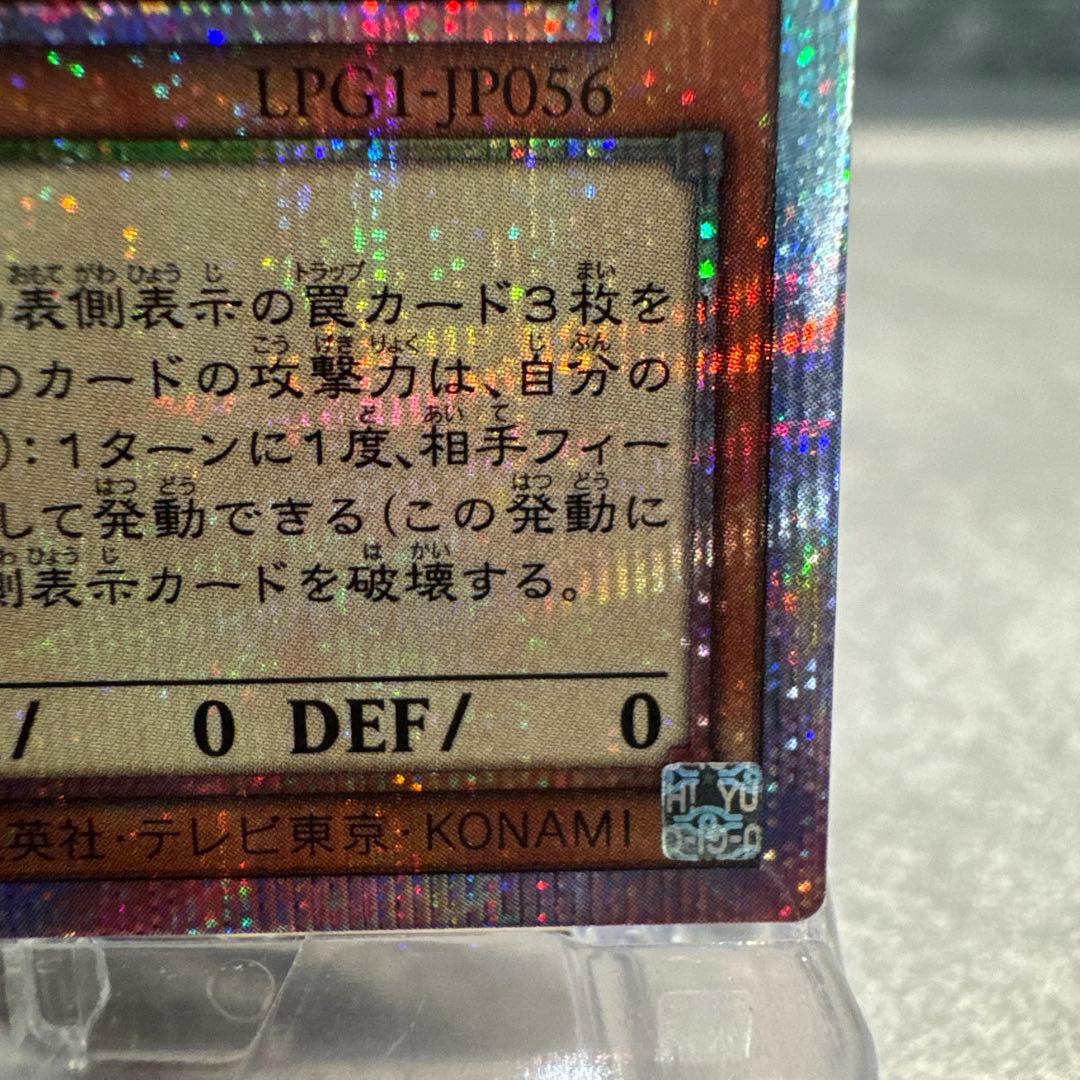 LPG1-JP056
おもて がわ ひょう じ トラップ まい
表側表示の罠カード3枚を
こう げき りょく じ ぶん
のカードの攻撃力は、自分の
ど あい て
):1ターンに1度、相手フィー
はつ どう はつ どう
して発動できる(この発動に
わ ひょう じ は かい
側表示カードを破壊する。
/ 0 DEF/ 0
英社・テレビ東京・KONAMI